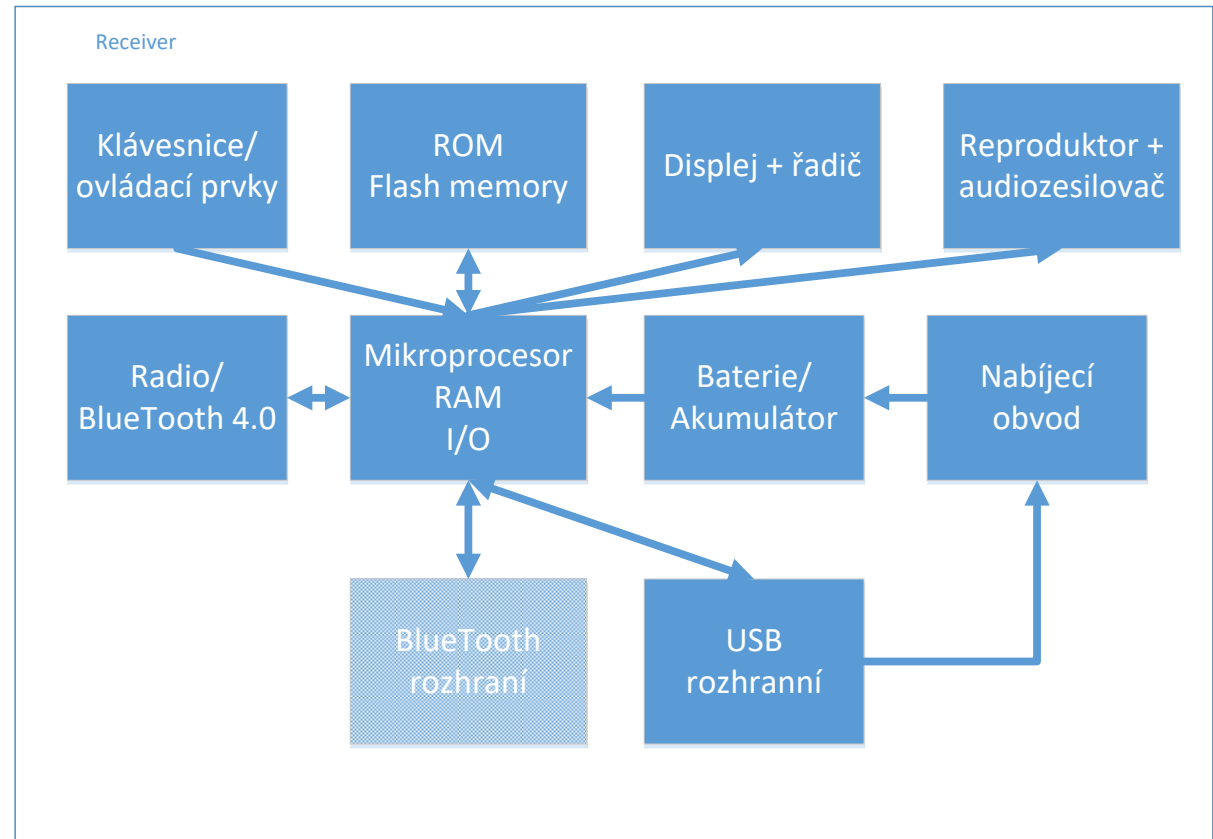 Receiver
Klávesnice/
ovládací prvky
ROM
Flash memory
Displej + řadič
Reproduktor +
audiozesilovač
Radio/
BlueTooth 4.0
Mikroprocesor
RAM
I/O
Baterie/
Akumulátor
Nabíjecí
obvod
BlueTooth
rozhraní
USB
rozhranní